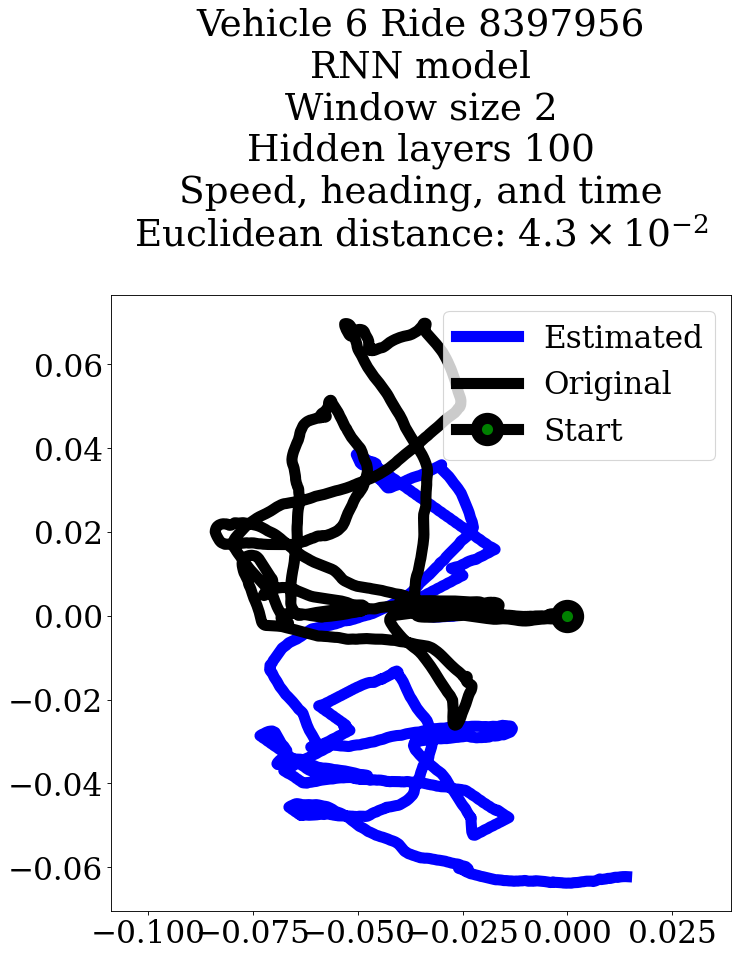 Vehicle 6 Ride 8397956
RNN model
Window size 2
Hidden layers 100
Speed, heading, and time
Euclidean distance: 4.3 × 10⁻²
Estimated
Original
Start
0.06
0.04
0.02
0.00
−0.02
−0.04
−0.06
−0.100
−0.075
−0.050
−0.025
0.000
0.025